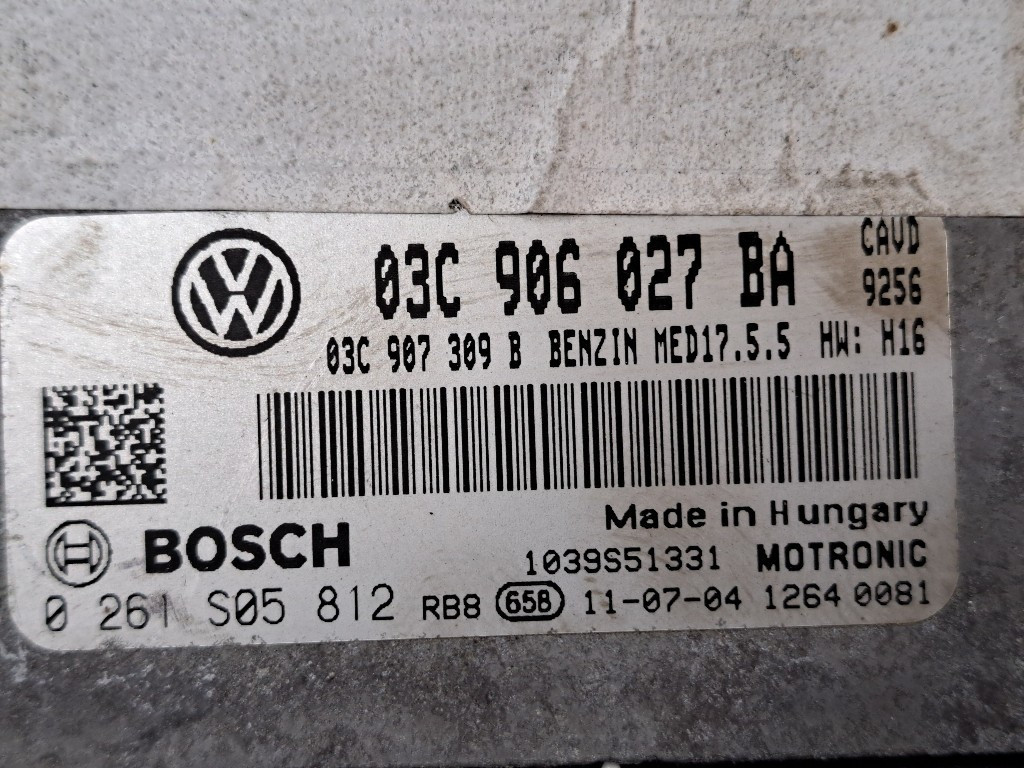 03C 906 027 BA CAVD
9256
03C 907 309 B BENZIN MED17.5.5 HW: H16
Made in Hungary
BOSCH 1039S51331 MOTRONIC
0 261 S05 812 RB8 658 11-07-04 1264 0081